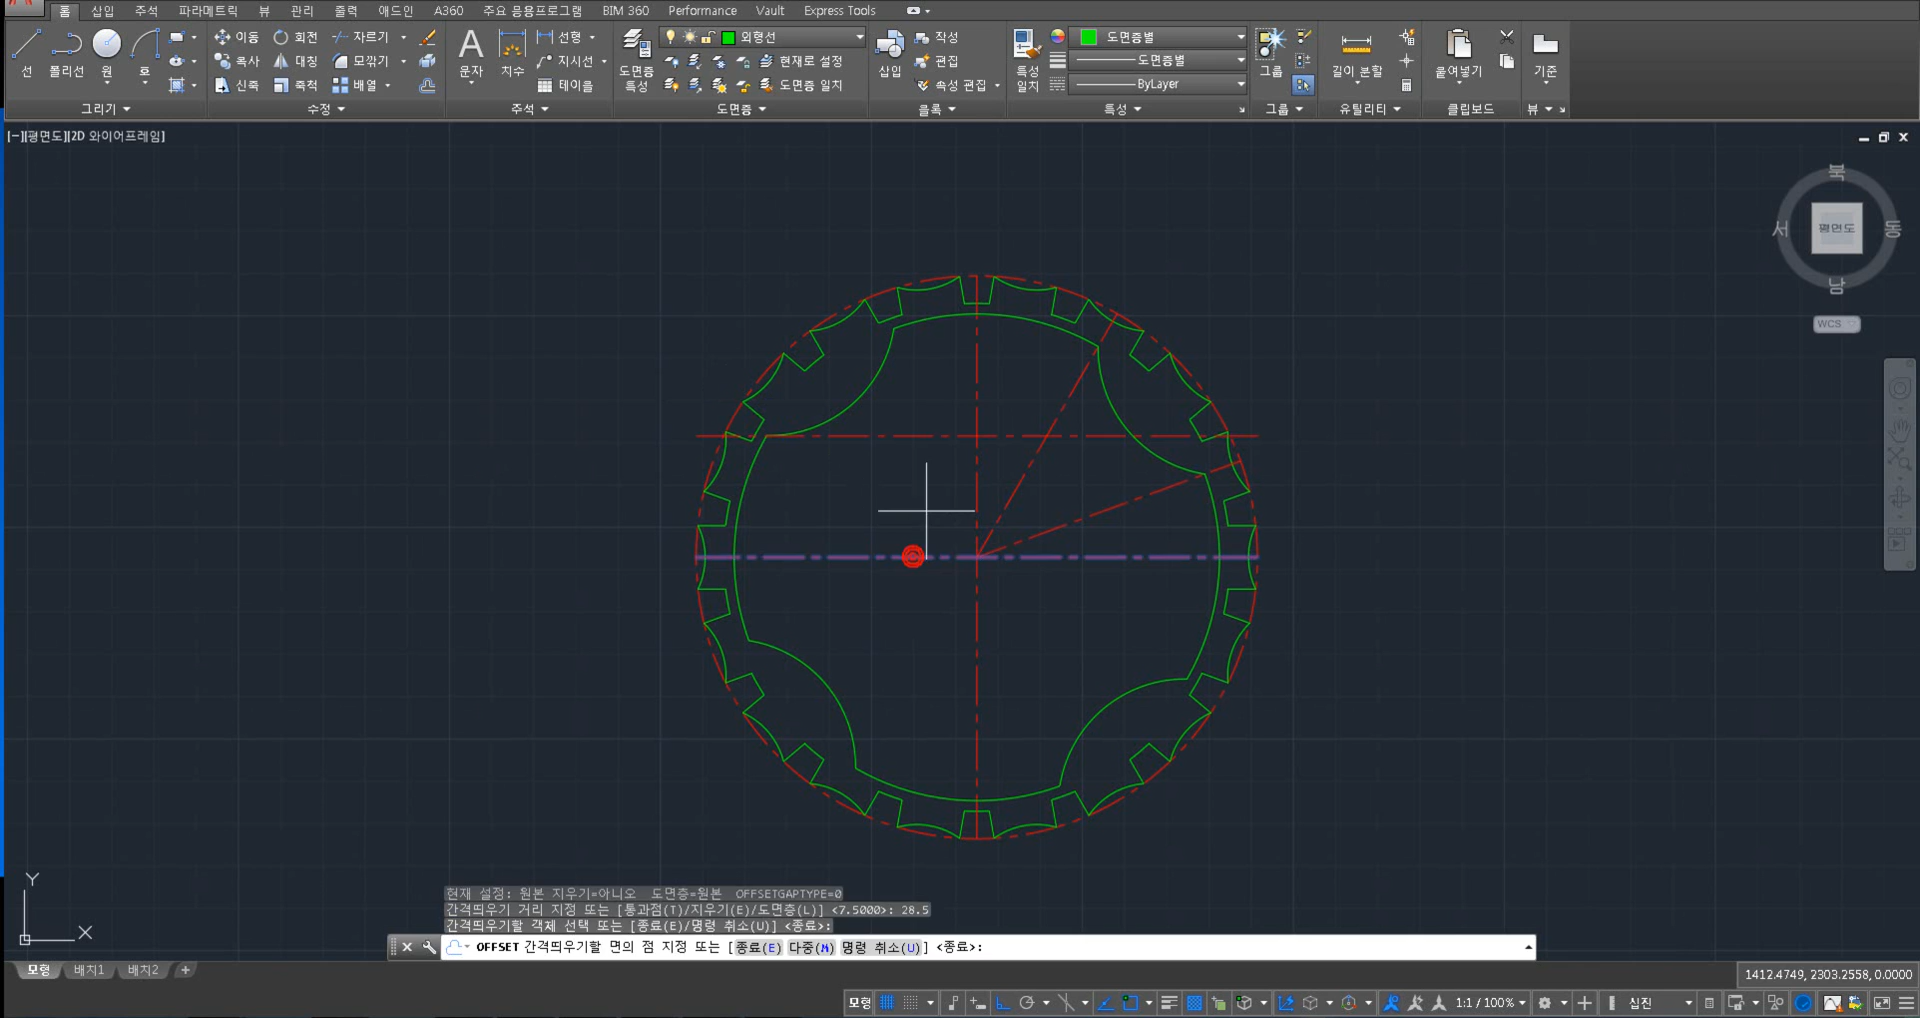 홈 삽입 주석 파라메트릭 뷰 관리 출력 애드인 A360 주요 응용프로그램 BIM 360 Performance Vault Express Tools
선 폴리선 원 호
이동 회전 자르기
복사 대칭 모깎기
신축 축척 배열
문자 치수
선형
지시선
테이블
도면층 특성
외형선
현재로 설정
도면층 일치
삽입
작성
편집
속성 편집
특성 일치
도면층별
도면층별
ByLayer
그룹
길이 분할
붙여넣기
기준
그리기 수정 주석 도면층 블록 특성 그룹 유틸리티 클립보드 뷰
[-][평면도][2D 와이어프레임]
북
서 평면도 동
남
WCS
Y
X
현재 설정: 원본 지우기=아니오 도면층=원본 OFFSETGAPTYPE=0
간격띄우기 거리 지정 또는 [통과점(T)/지우기(E)/도면층(L)] <7.5000>: 28.5
간격띄우기할 객체 선택 또는 [종료(E)/명령 취소(U)] <종료>:
OFFSET 간격띄우기할 면의 점 지정 또는 [종료(E) 다중(M) 명령 취소(U)] <종료>:
모형 배치1 배치2 +
1412.4749, 2303.2558, 0.0000
모형 1:1 / 100% 십진